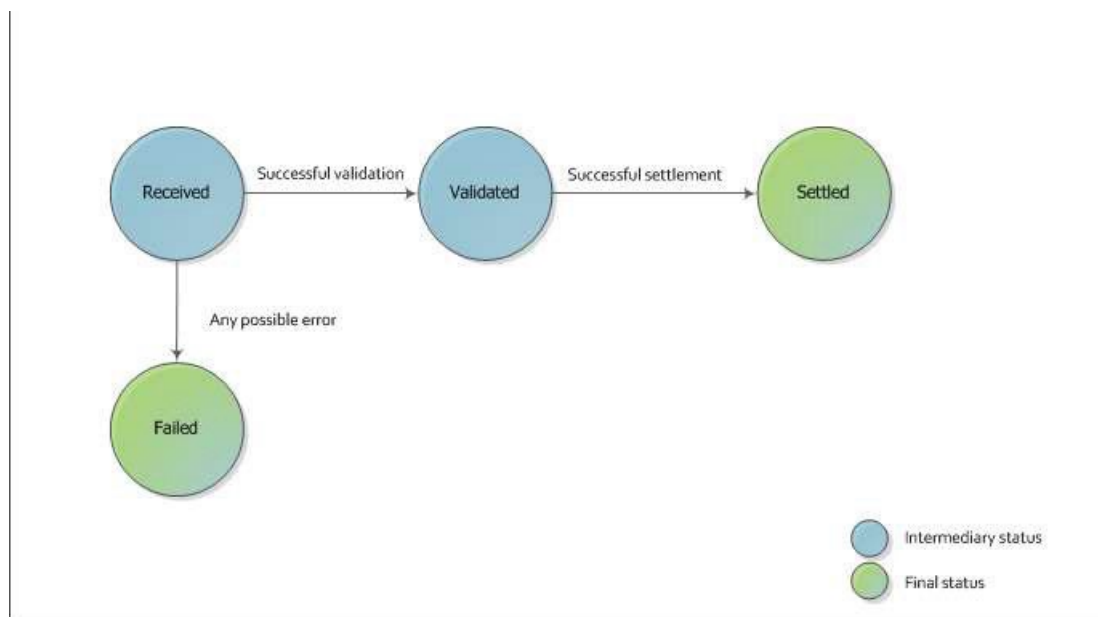 Successful validation
Successful settlement
Received
Validated
Settled
Any possible error
Failed
Intermediary status
Final status